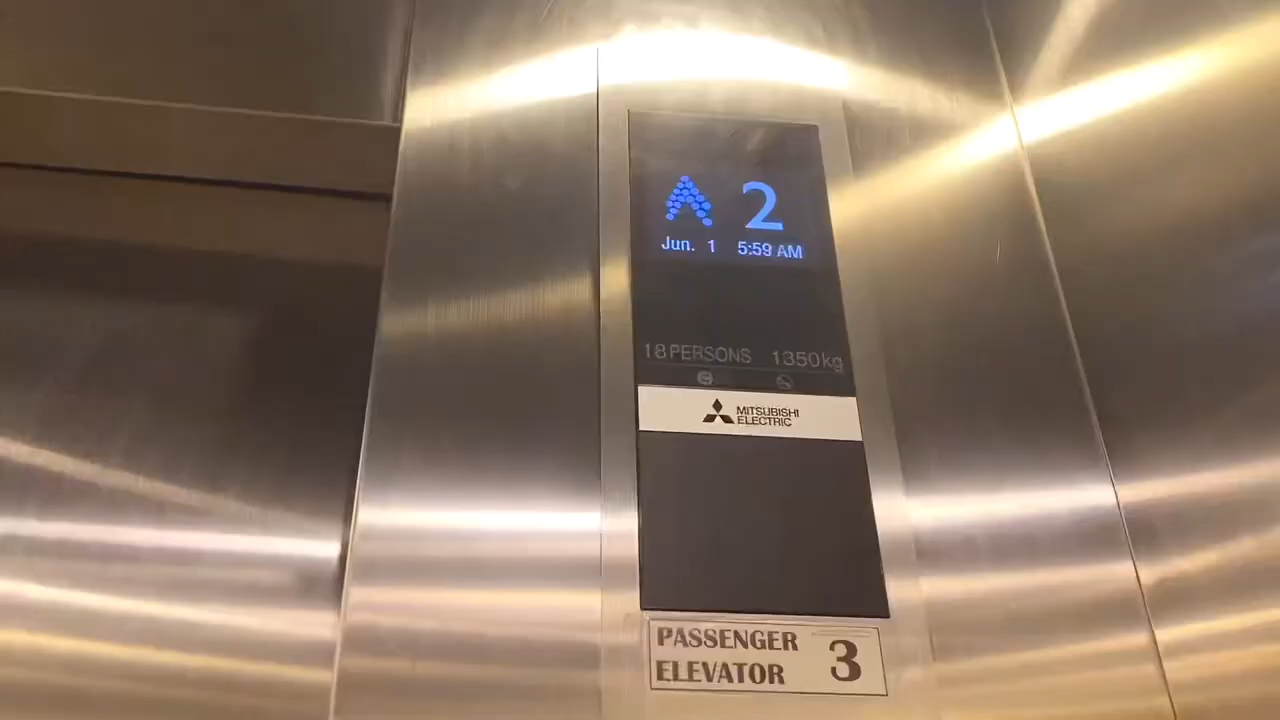 2
Jun. 1 5:59 AM
18 PERSONS 1350kg
MITSUBISHI
ELECTRIC
PASSENGER
ELEVATOR 3